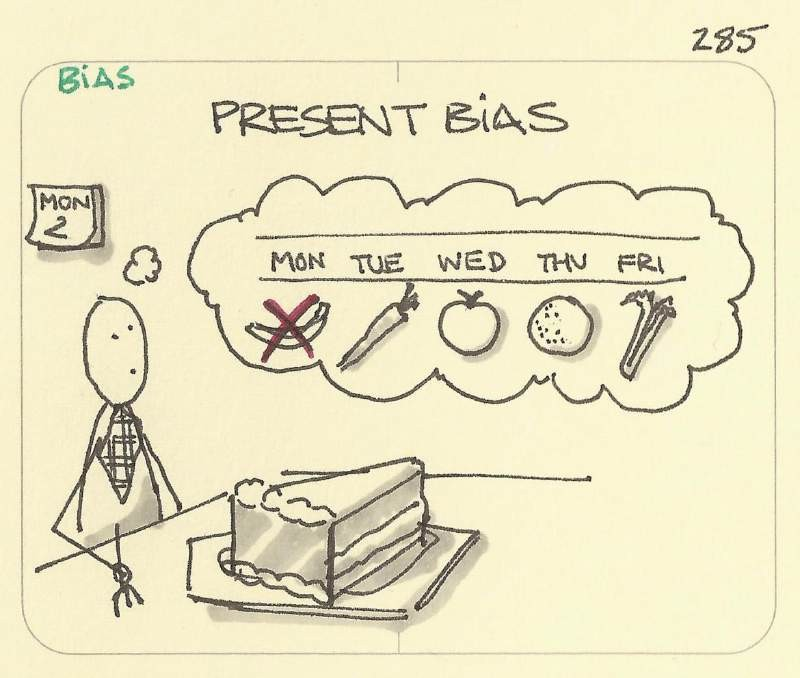 285
BiAS
PRESENT BiAS
MON
2
MON TUE WED THU FRI